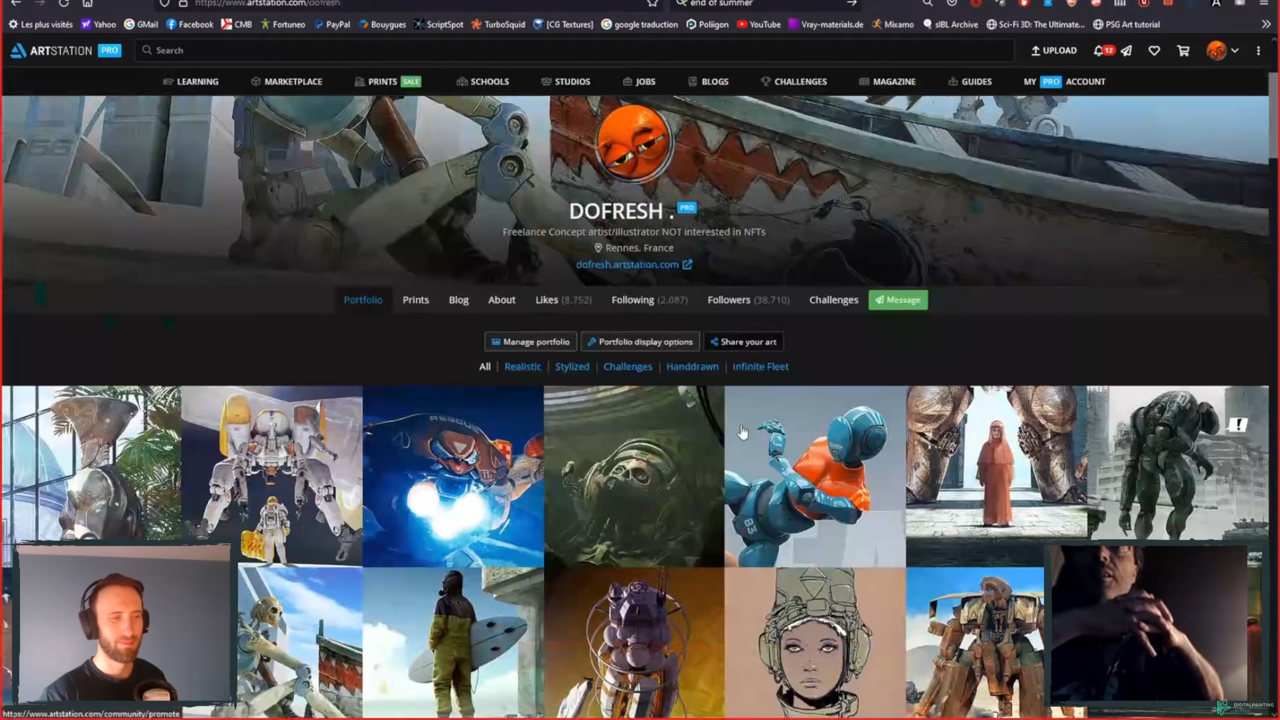 www.artstation.com/dofresh
end of summer
Les plus visités Yahoo GMail Facebook CMB Fortuneo PayPal Bouygues ScriptSpot TurboSquid [CG Textures] google traduction Poliigon YouTube Vray-materials.de Mixamo sIBL Archive Sci-Fi 3D: The Ultimate... PSG Art tutorial
ARTSTATION PRO Search UPLOAD 12
LEARNING MARKETPLACE PRINTS SALE SCHOOLS STUDIOS JOBS BLOGS CHALLENGES MAGAZINE GUIDES MY PRO ACCOUNT
DOFRESH . PRO
Freelance Concept artist/Illustrator NOT interested in NFTs
Rennes, France
dofresh.artstation.com
Portfolio Prints Blog About Likes (3,752) Following (2,087) Followers (38,710) Challenges Message
Manage portfolio Portfolio display options Share your art
All Realistic Stylized Challenges Handdrawn Infinite Fleet
RESCUE
83
!
https://www.artstation.com/community/promote
DIGITALPAINTING